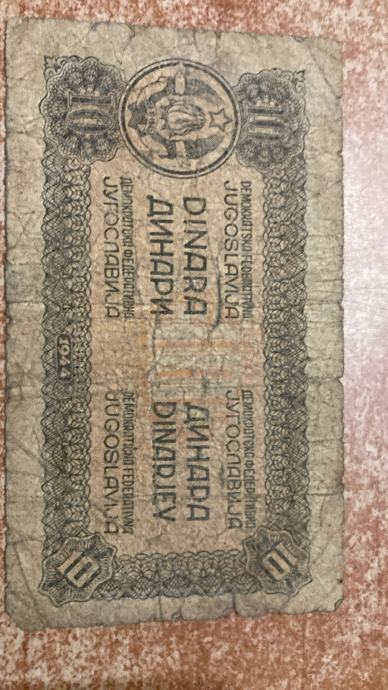 10
DEMOKRATSKA FEDERATIVNA
JUGOSLAVIJA
ДЕМОКРАТСКА ФЕДЕРАТИВНА
ЈУГОСЛАВИЈА
10
DINARA
ДИНАРА
ДИНАРИ
DINARJEV
ДЕМОКРАТСКА ФЕДЕРАТИВНА
ЈУГОСЛАВИЈА
DEMOKRATIČNA FEDERATIVNA
JUGOSLAVIJA
10
1944
10